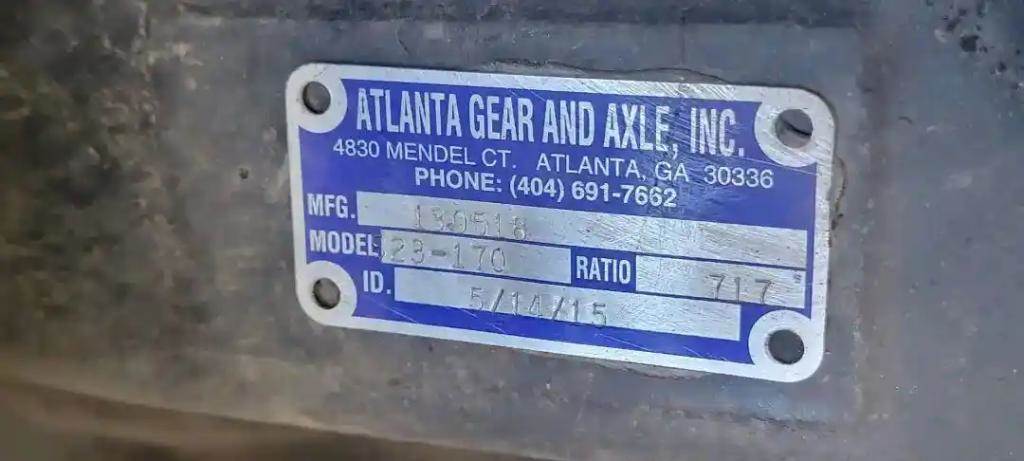 ATLANTA GEAR AND AXLE, INC.
4830 MENDEL CT. ATLANTA, GA 30336
PHONE: (404) 691-7662
MFG. 130518
MODEL 23-170 RATIO 717
ID. 5/14/15